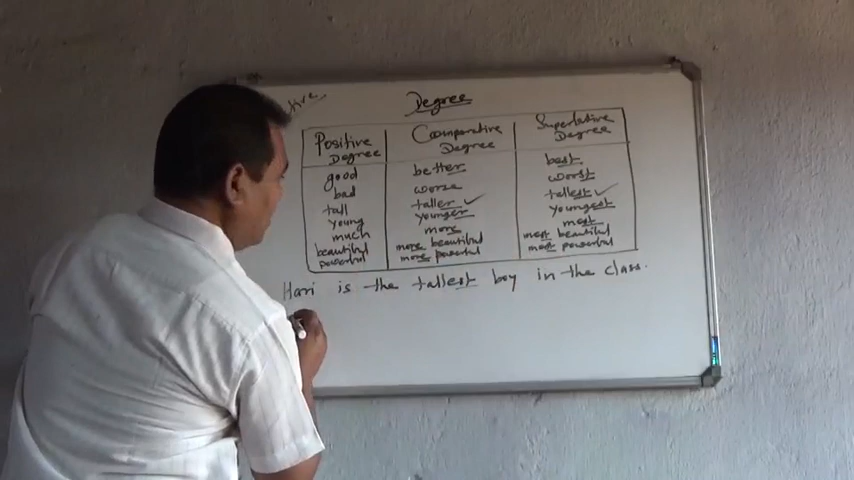 Degree
Positive Degree Comparative Degree Superlative Degree
good better best
bad worse worst
tall taller ✓ tallest ✓
young younger youngest
much more most
beautiful more beautiful most beautiful
powerful more powerful most powerful
Hari is the tallest boy in the class.